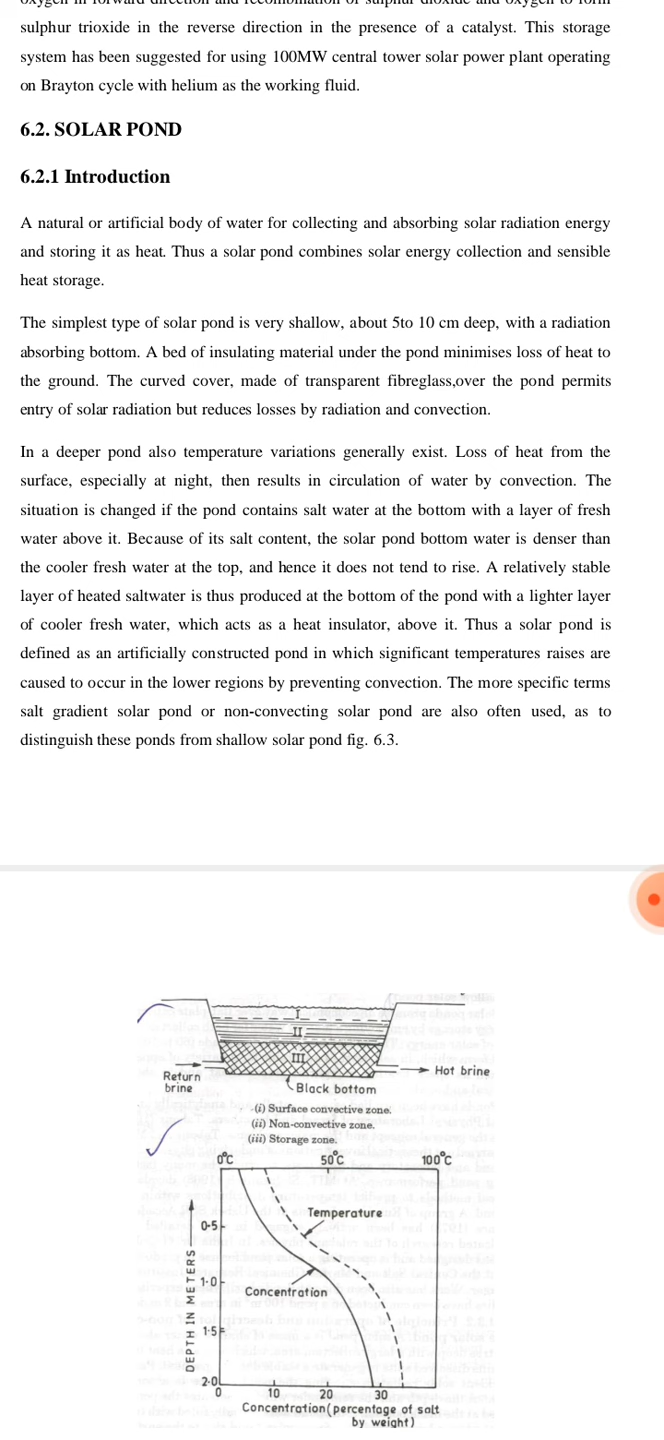 oxygen in forward direction and recombination of sulphur dioxide and oxygen to form
sulphur trioxide in the reverse direction in the presence of a catalyst. This storage
system has been suggested for using 100MW central tower solar power plant operating
on Brayton cycle with helium as the working fluid.
6.2. SOLAR POND
6.2.1 Introduction
A natural or artificial body of water for collecting and absorbing solar radiation energy
and storing it as heat. Thus a solar pond combines solar energy collection and sensible
heat storage.
The simplest type of solar pond is very shallow, about 5to 10 cm deep, with a radiation
absorbing bottom. A bed of insulating material under the pond minimises loss of heat to
the ground. The curved cover, made of transparent fibreglass,over the pond permits
entry of solar radiation but reduces losses by radiation and convection.
In a deeper pond also temperature variations generally exist. Loss of heat from the
surface, especially at night, then results in circulation of water by convection. The
situation is changed if the pond contains salt water at the bottom with a layer of fresh
water above it. Because of its salt content, the solar pond bottom water is denser than
the cooler fresh water at the top, and hence it does not tend to rise. A relatively stable
layer of heated saltwater is thus produced at the bottom of the pond with a lighter layer
of cooler fresh water, which acts as a heat insulator, above it. Thus a solar pond is
defined as an artificially constructed pond in which significant temperatures raises are
caused to occur in the lower regions by preventing convection. The more specific terms
salt gradient solar pond or non-convecting solar pond are also often used, as to
distinguish these ponds from shallow solar pond fig. 6.3.
I
II
III
Return
brine
Hot brine
Black bottom
(i) Surface convective zone.
(ii) Non-convective zone.
(iii) Storage zone.
0°C 50°C 100°C
Temperature
0·5
1·0
Concentration
1·5
2·0
DEPTH IN METERS
0 10 20 30
Concentration(percentage of salt
by weight)